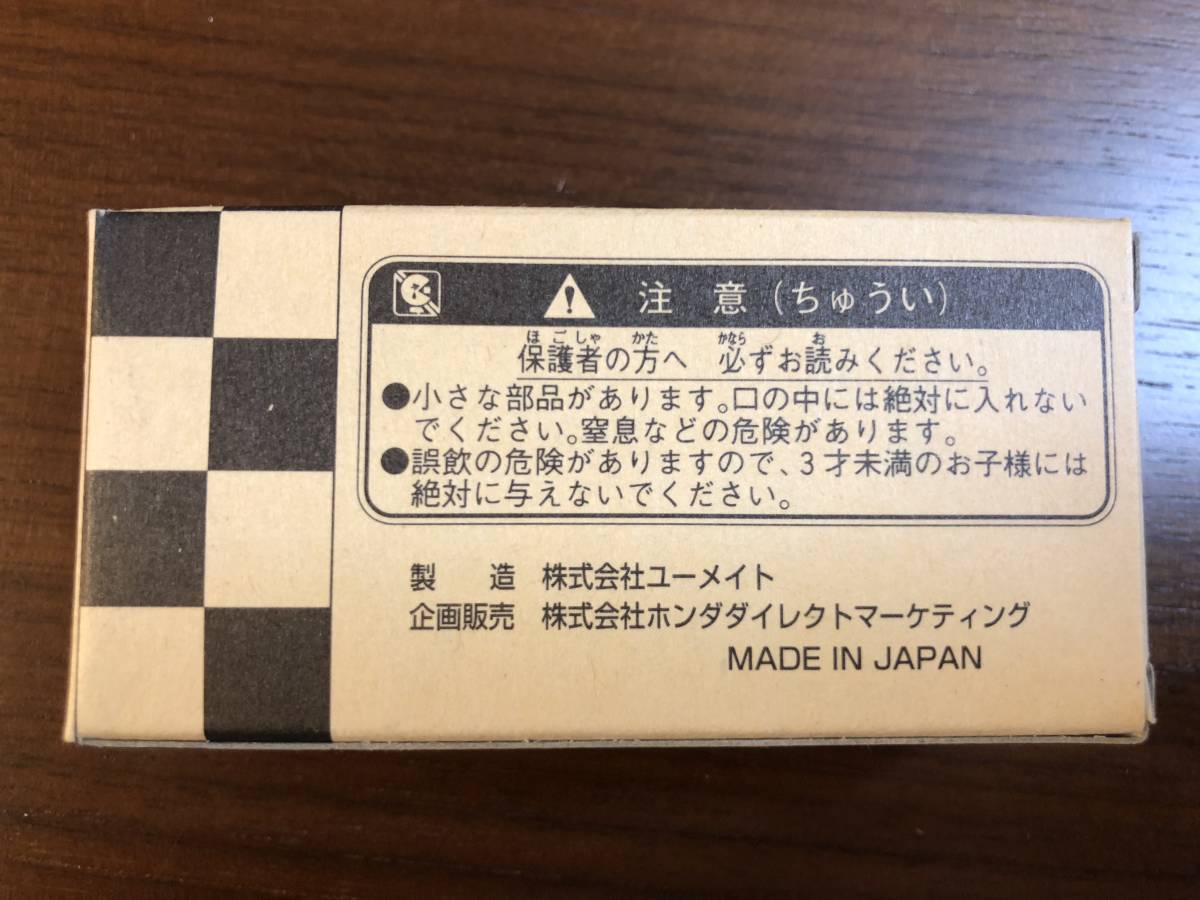 注意(ちゅうい)
ほごしゃ かた かなら お
保護者の方へ 必ずお読みください。
●小さな部品があります。口の中には絶対に入れない
でください。窒息などの危険があります。
●誤飲の危険がありますので、3才未満のお子様には
絶対に与えないでください。
製造 株式会社ユーメイト
企画販売 株式会社ホンダダイレクトマーケティング
MADE IN JAPAN